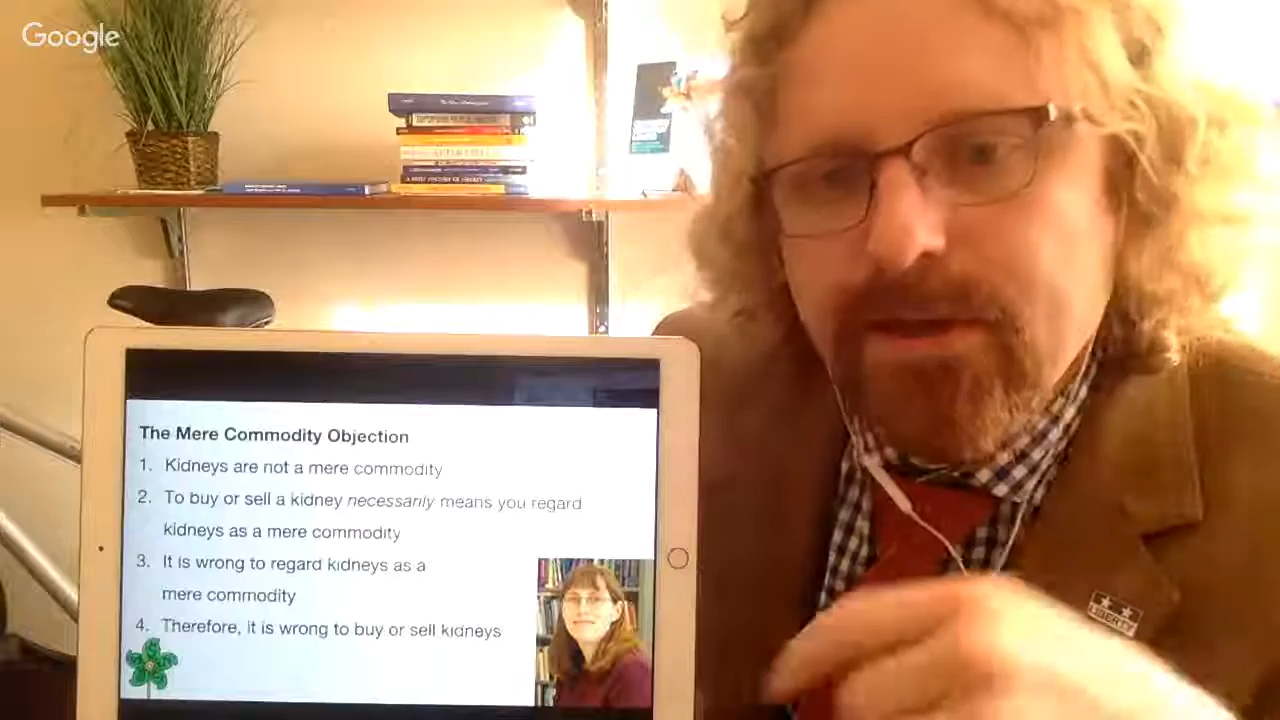 Google
The Mere Commodity Objection
1. Kidneys are not a mere commodity
2. To buy or sell a kidney necessarily means you regard
kidneys as a mere commodity
3. It is wrong to regard kidneys as a
mere commodity
4. Therefore, it is wrong to buy or sell kidneys
LIBERTY